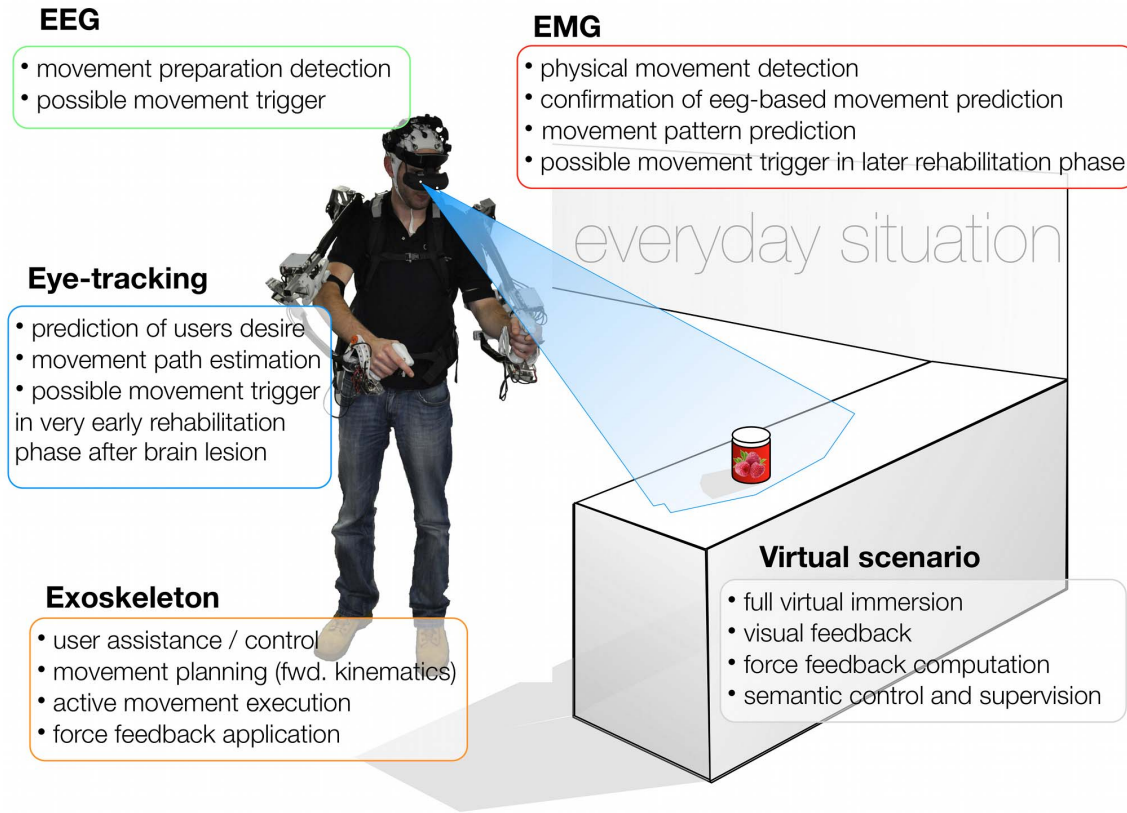 EEG
• movement preparation detection
• possible movement trigger
EMG
• physical movement detection
• confirmation of eeg-based movement prediction
• movement pattern prediction
• possible movement trigger in later rehabilitation phase
everyday situation
Eye-tracking
• prediction of users desire
• movement path estimation
• possible movement trigger
in very early rehabilitation
phase after brain lesion
Exoskeleton
• user assistance / control
• movement planning (fwd. kinematics)
• active movement execution
• force feedback application
Virtual scenario
• full virtual immersion
• visual feedback
• force feedback computation
• semantic control and supervision